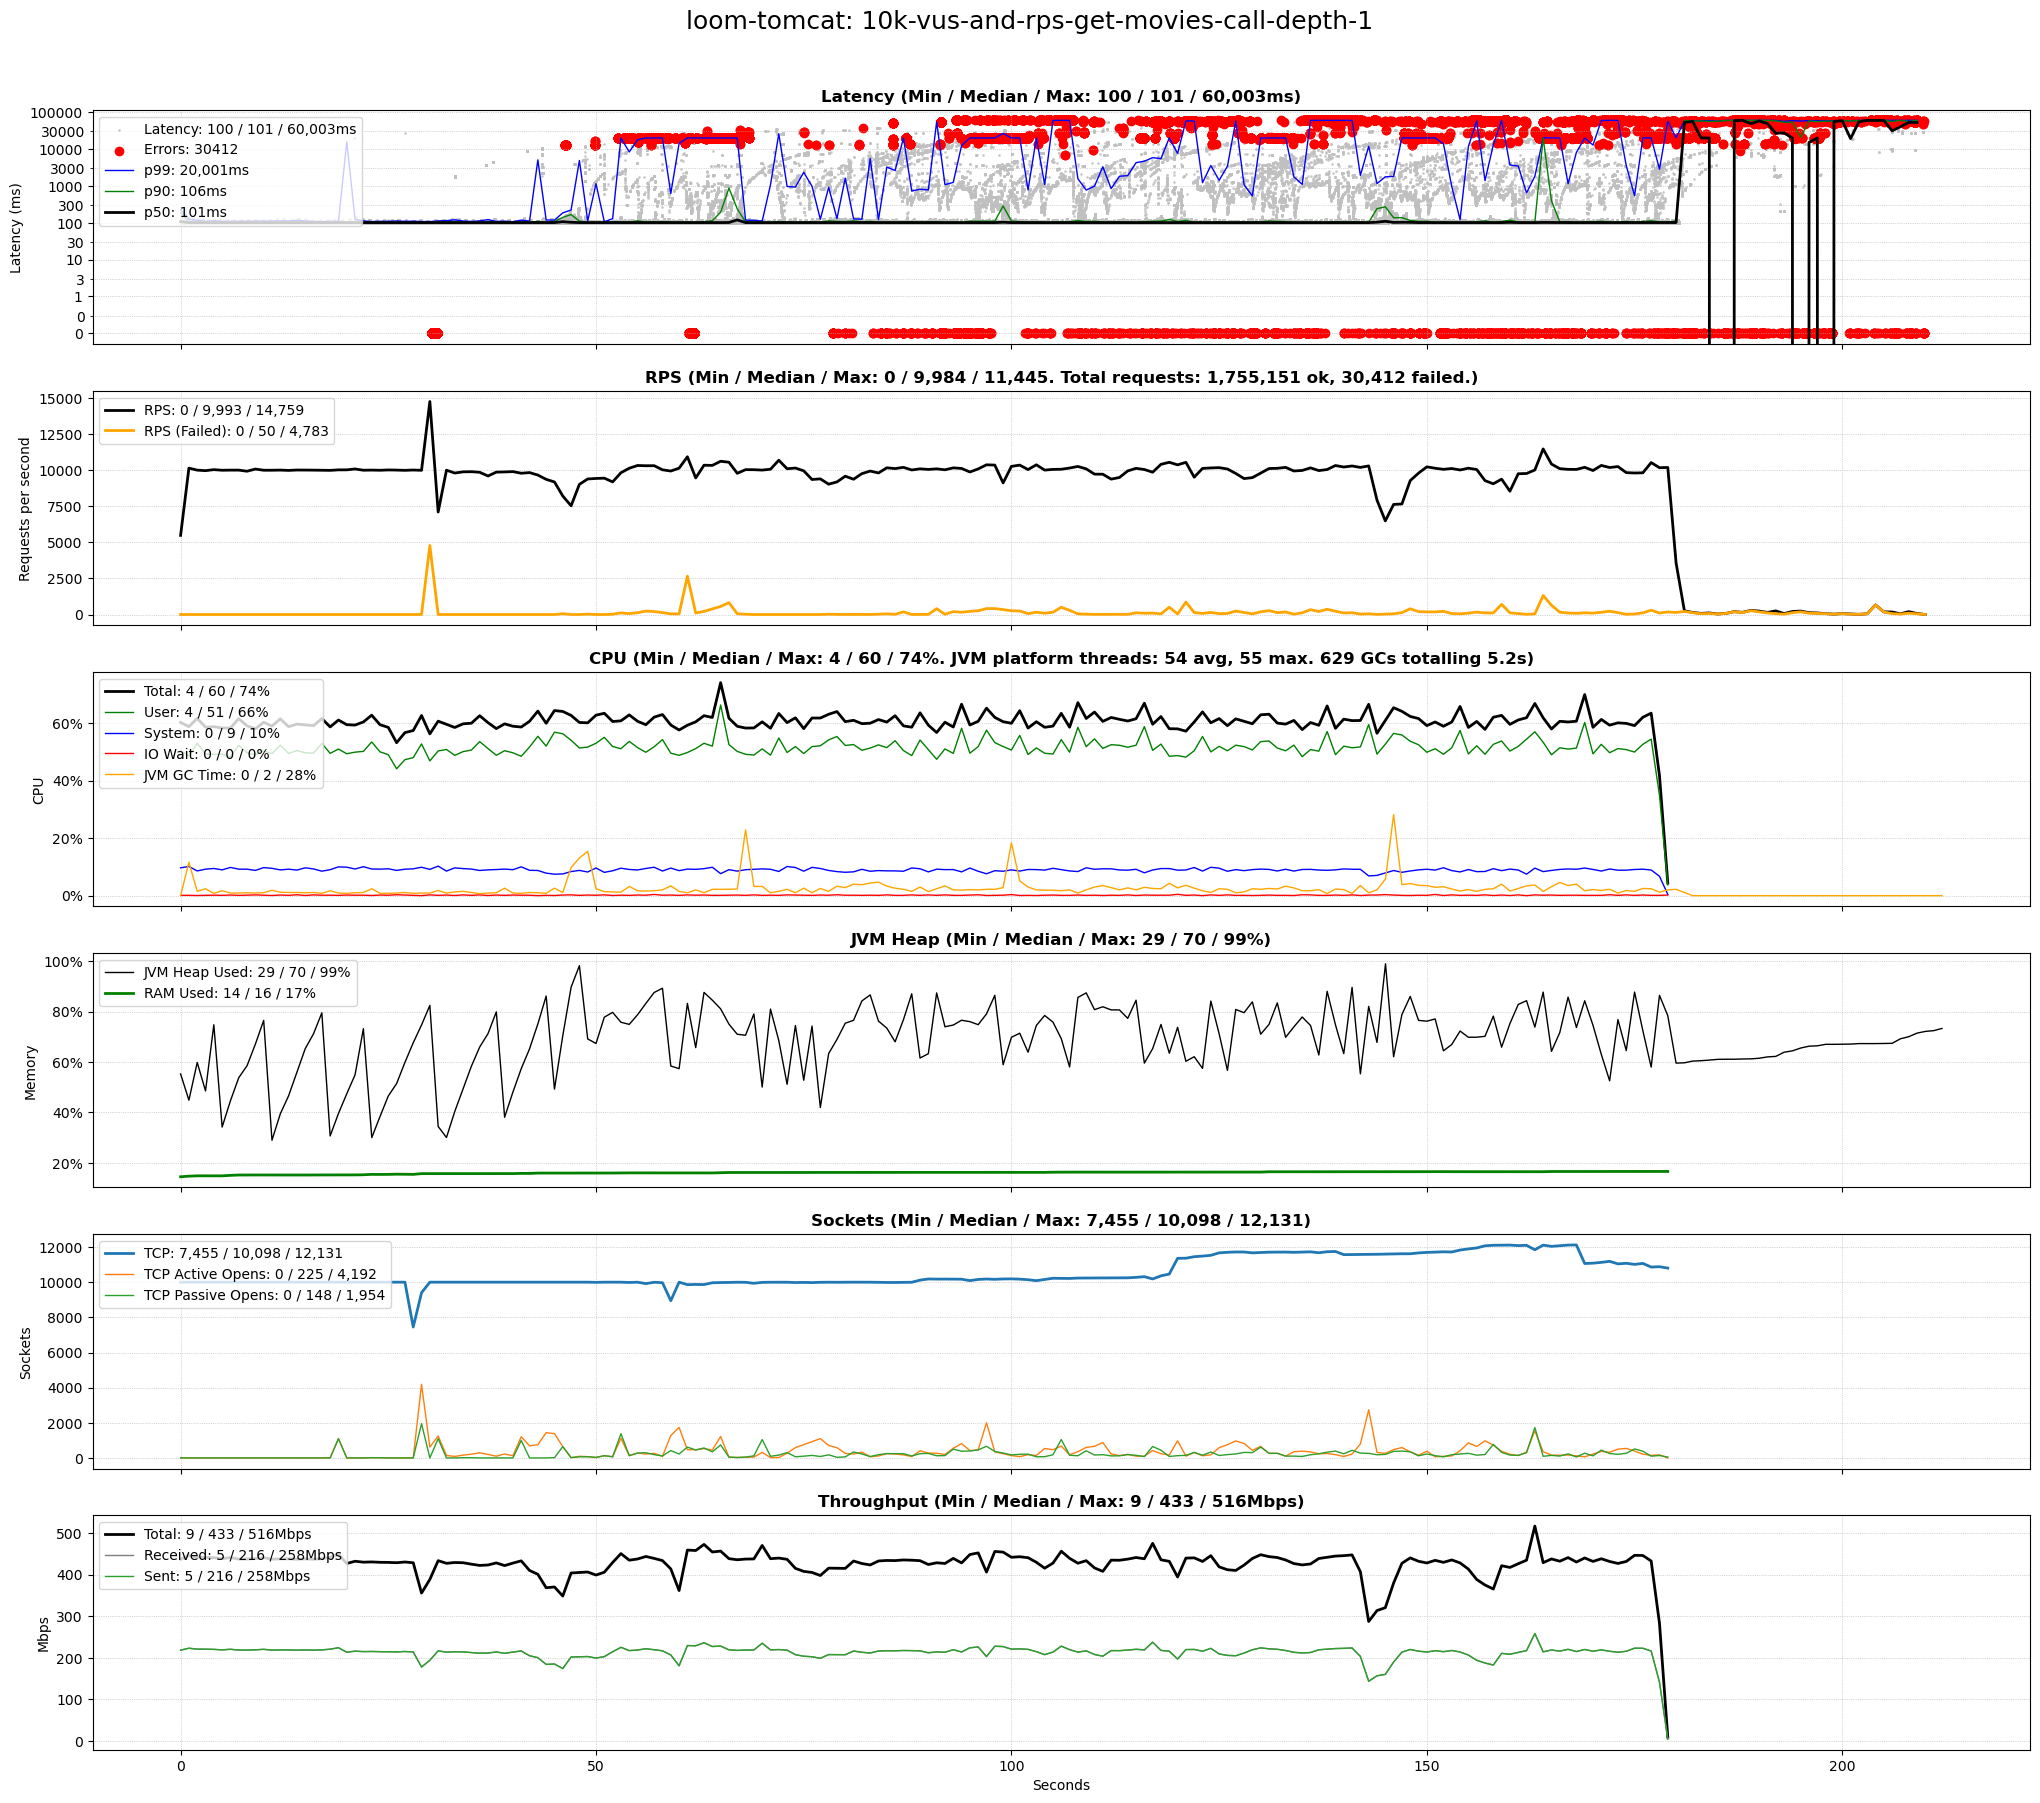 loom-tomcat: 10k-vus-and-rps-get-movies-call-depth-1
Latency (Min / Median / Max: 100 / 101 / 60,003ms)
Latency (ms)
100000
30000
10000
3000
1000
300
100
30
10
3
1
0
0
Latency: 100 / 101 / 60,003ms
Errors: 30412
p99: 20,001ms
p90: 106ms
p50: 101ms
RPS (Min / Median / Max: 0 / 9,984 / 11,445. Total requests: 1,755,151 ok, 30,412 failed.)
Requests per second
15000
12500
10000
7500
5000
2500
0
RPS: 0 / 9,993 / 14,759
RPS (Failed): 0 / 50 / 4,783
CPU (Min / Median / Max: 4 / 60 / 74%. JVM platform threads: 54 avg, 55 max. 629 GCs totalling 5.2s)
CPU
60%
40%
20%
0%
Total: 4 / 60 / 74%
User: 4 / 51 / 66%
System: 0 / 9 / 10%
IO Wait: 0 / 0 / 0%
JVM GC Time: 0 / 2 / 28%
JVM Heap (Min / Median / Max: 29 / 70 / 99%)
Memory
100%
80%
60%
40%
20%
JVM Heap Used: 29 / 70 / 99%
RAM Used: 14 / 16 / 17%
Sockets (Min / Median / Max: 7,455 / 10,098 / 12,131)
Sockets
12000
10000
8000
6000
4000
2000
0
TCP: 7,455 / 10,098 / 12,131
TCP Active Opens: 0 / 225 / 4,192
TCP Passive Opens: 0 / 148 / 1,954
Throughput (Min / Median / Max: 9 / 433 / 516Mbps)
Mbps
500
400
300
200
100
0
Total: 9 / 433 / 516Mbps
Received: 5 / 216 / 258Mbps
Sent: 5 / 216 / 258Mbps
0
50
100
150
200
Seconds